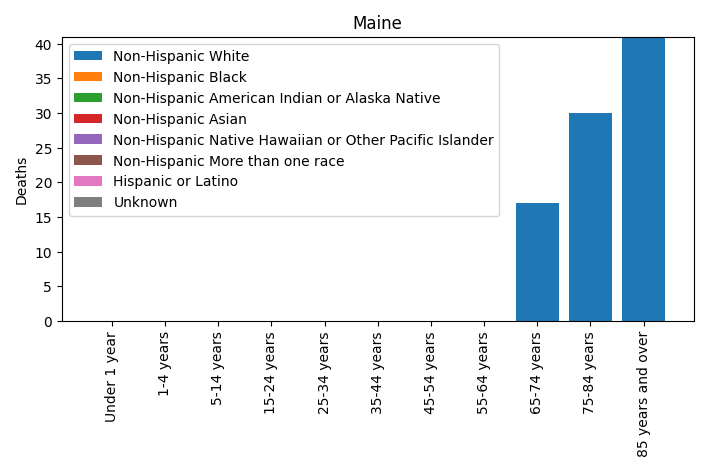 Maine
Deaths
40
35
30
25
20
15
10
5
0
Non-Hispanic White
Non-Hispanic Black
Non-Hispanic American Indian or Alaska Native
Non-Hispanic Asian
Non-Hispanic Native Hawaiian or Other Pacific Islander
Non-Hispanic More than one race
Hispanic or Latino
Unknown
Under 1 year
1-4 years
5-14 years
15-24 years
25-34 years
35-44 years
45-54 years
55-64 years
65-74 years
75-84 years
85 years and over